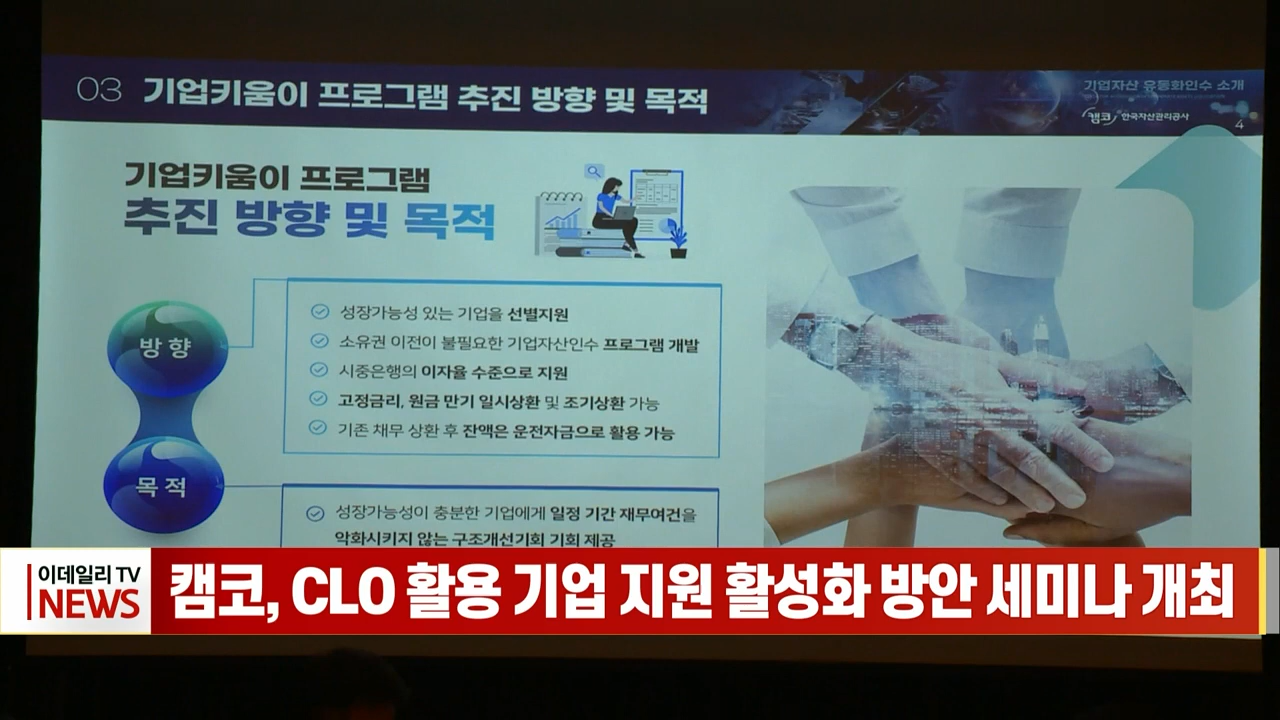 03 기업키움이 프로그램 추진 방향 및 목적
기업자산 유동화인수 소개
캠코 한국자산관리공사
4
기업키움이 프로그램
추진 방향 및 목적
방향
성장가능성 있는 기업을 선별지원
소유권 이전이 불필요한 기업자산인수 프로그램 개발
시중은행의 이자율 수준으로 지원
고정금리, 원금 만기 일시상환 및 조기상환 가능
기존 채무 상환 후 잔액은 운전자금으로 활용 가능
목적
성장가능성이 충분한 기업에게 일정 기간 재무여건을
악화시키지 않는 구조개선기회 기회 제공
이데일리 TV
NEWS
캠코, CLO 활용 기업 지원 활성화 방안 세미나 개최